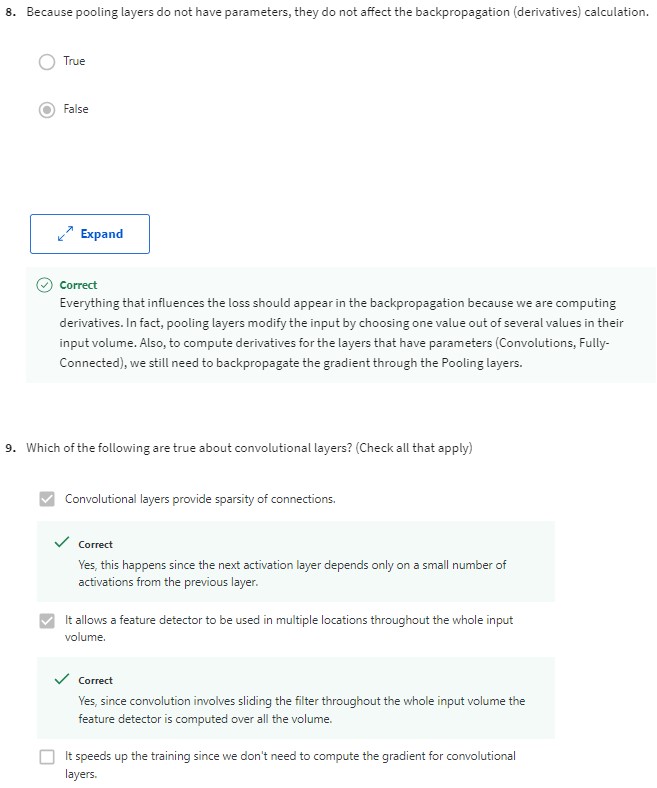 8. Because pooling layers do not have parameters, they do not affect the backpropagation (derivatives) calculation.
True
False
Expand
Correct
Everything that influences the loss should appear in the backpropagation because we are computing
derivatives. In fact, pooling layers modify the input by choosing one value out of several values in their
input volume. Also, to compute derivatives for the layers that have parameters (Convolutions, Fully-
Connected), we still need to backpropagate the gradient through the Pooling layers.
9. Which of the following are true about convolutional layers? (Check all that apply)
Convolutional layers provide sparsity of connections.
Correct
Yes, this happens since the next activation layer depends only on a small number of
activations from the previous layer.
It allows a feature detector to be used in multiple locations throughout the whole input
volume.
Correct
Yes, since convolution involves sliding the filter throughout the whole input volume the
feature detector is computed over all the volume.
It speeds up the training since we don't need to compute the gradient for convolutional
layers.